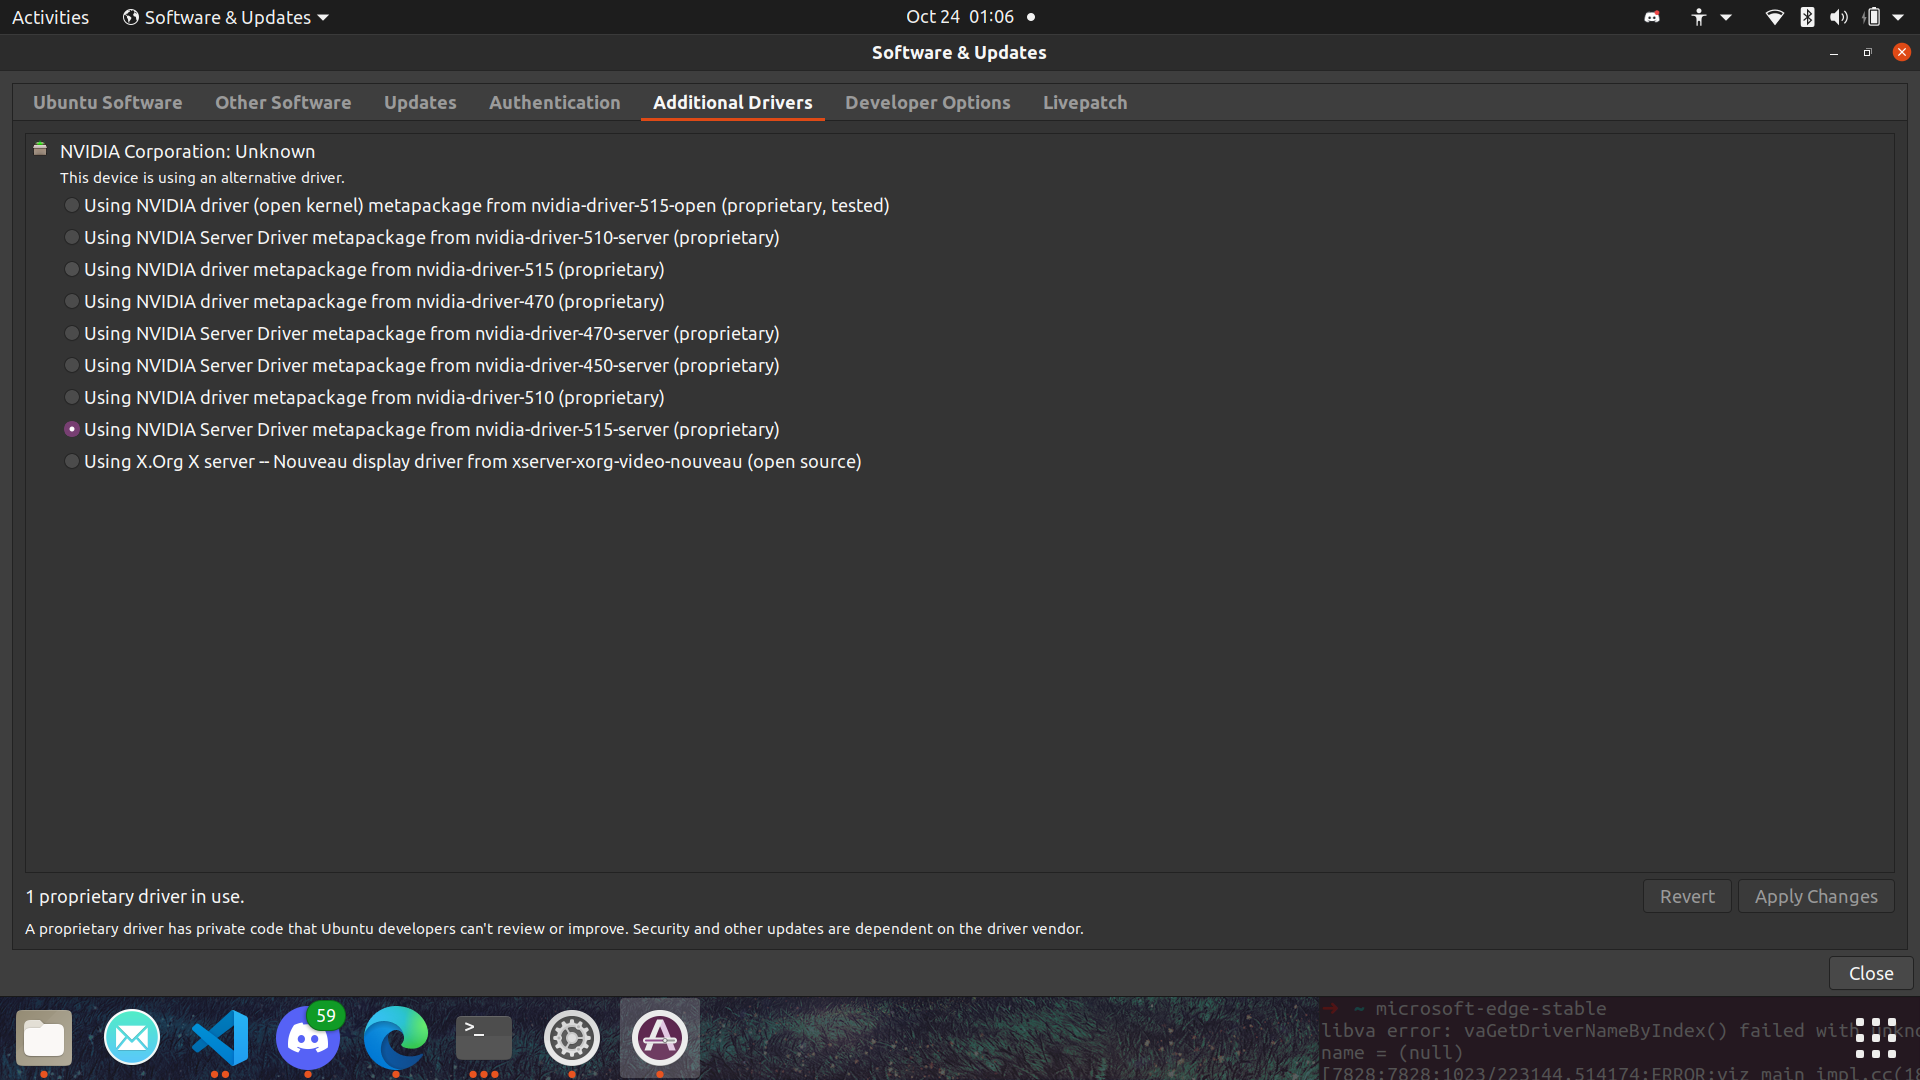 Activities Software & Updates Oct 24 01:06
Software & Updates
Ubuntu Software Other Software Updates Authentication Additional Drivers Developer Options Livepatch
NVIDIA Corporation: Unknown
This device is using an alternative driver.
Using NVIDIA driver (open kernel) metapackage from nvidia-driver-515-open (proprietary, tested)
Using NVIDIA Server Driver metapackage from nvidia-driver-510-server (proprietary)
Using NVIDIA driver metapackage from nvidia-driver-515 (proprietary)
Using NVIDIA driver metapackage from nvidia-driver-470 (proprietary)
Using NVIDIA Server Driver metapackage from nvidia-driver-470-server (proprietary)
Using NVIDIA Server Driver metapackage from nvidia-driver-450-server (proprietary)
Using NVIDIA driver metapackage from nvidia-driver-510 (proprietary)
Using NVIDIA Server Driver metapackage from nvidia-driver-515-server (proprietary)
Using X.Org X server -- Nouveau display driver from xserver-xorg-video-nouveau (open source)
1 proprietary driver in use.
Revert Apply Changes
A proprietary driver has private code that Ubuntu developers can't review or improve. Security and other updates are dependent on the driver vendor.
Close
59
>_
➜ ~ microsoft-edge-stable
libva error: vaGetDriverNameByIndex() failed with
name = (null)
[7828:7828:1023/223144.514174:ERROR:viz_main_impl.cc(18